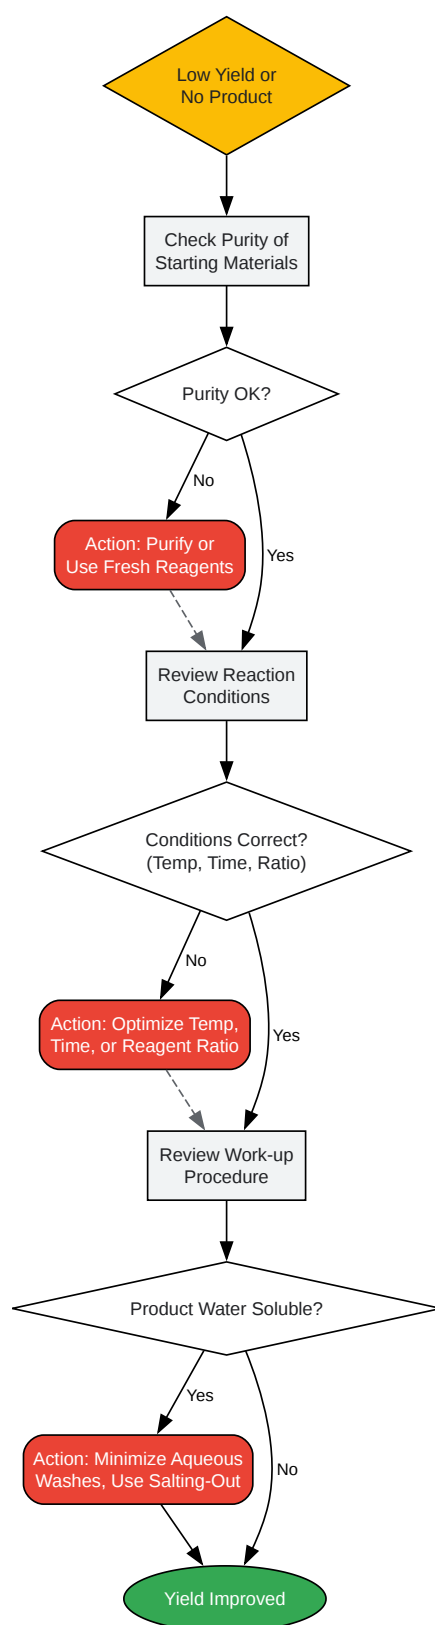 Low Yield or
No Product
Check Purity of
Starting Materials
Purity OK?
No
Yes
Action: Purify or
Use Fresh Reagents
Review Reaction
Conditions
Conditions Correct?
(Temp, Time, Ratio)
No
Yes
Action: Optimize Temp,
Time, or Reagent Ratio
Review Work-up
Procedure
Product Water Soluble?
Yes
No
Action: Minimize Aqueous
Washes, Use Salting-Out
Yield Improved